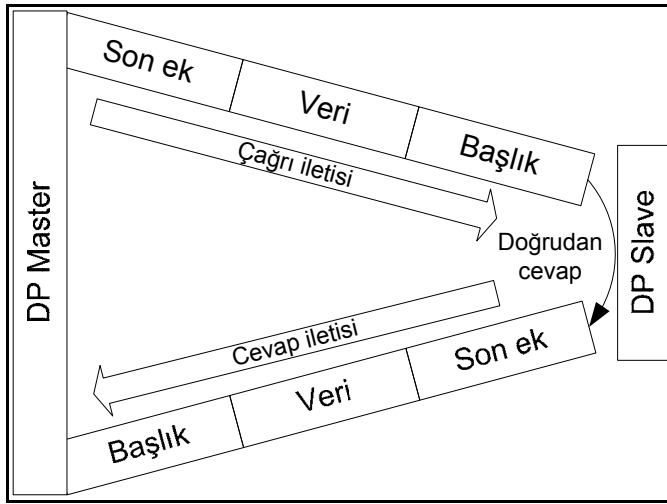 DP Master
Son ek
Veri
Başlık
Çağrı iletisi
Doğrudan
cevap
DP Slave
Cevap iletisi
Başlık
Veri
Son ek